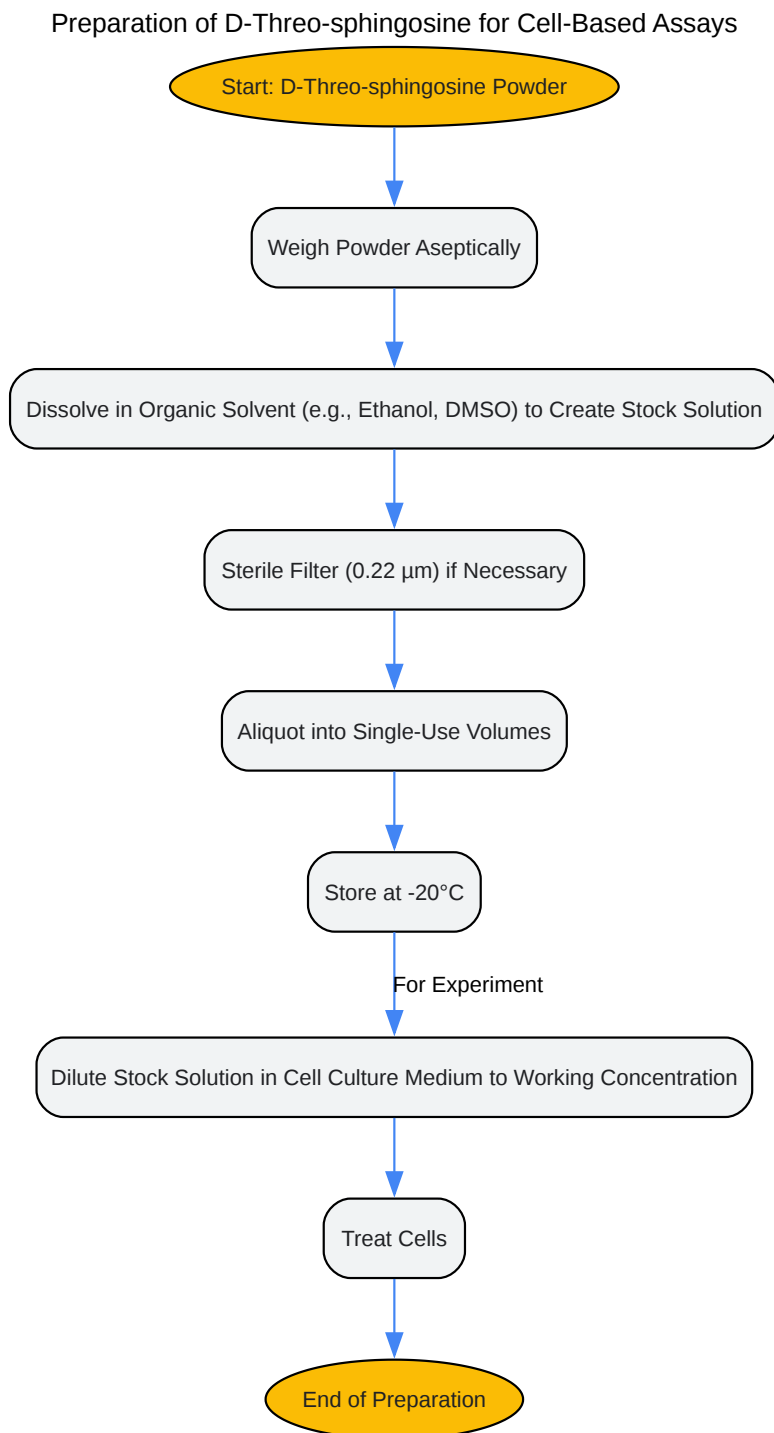 Preparation of D-Threo-sphingosine for Cell-Based Assays
Start: D-Threo-sphingosine Powder
Weigh Powder Aseptically
Dissolve in Organic Solvent (e.g., Ethanol, DMSO) to Create Stock Solution
Sterile Filter (0.22 µm) if Necessary
Aliquot into Single-Use Volumes
Store at -20°C
For Experiment
Dilute Stock Solution in Cell Culture Medium to Working Concentration
Treat Cells
End of Preparation